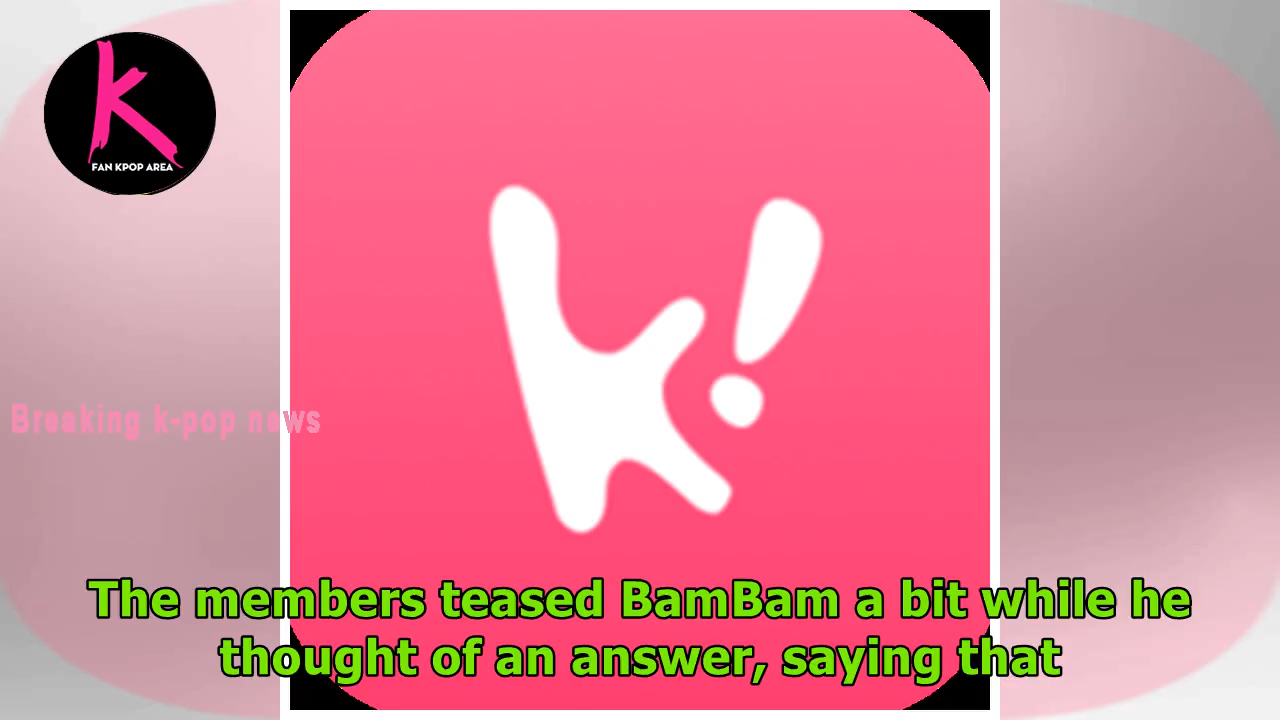 k
FAN KPOP AREA
k!
Breaking k-pop news
The members teased BamBam a bit while he
thought of an answer, saying that